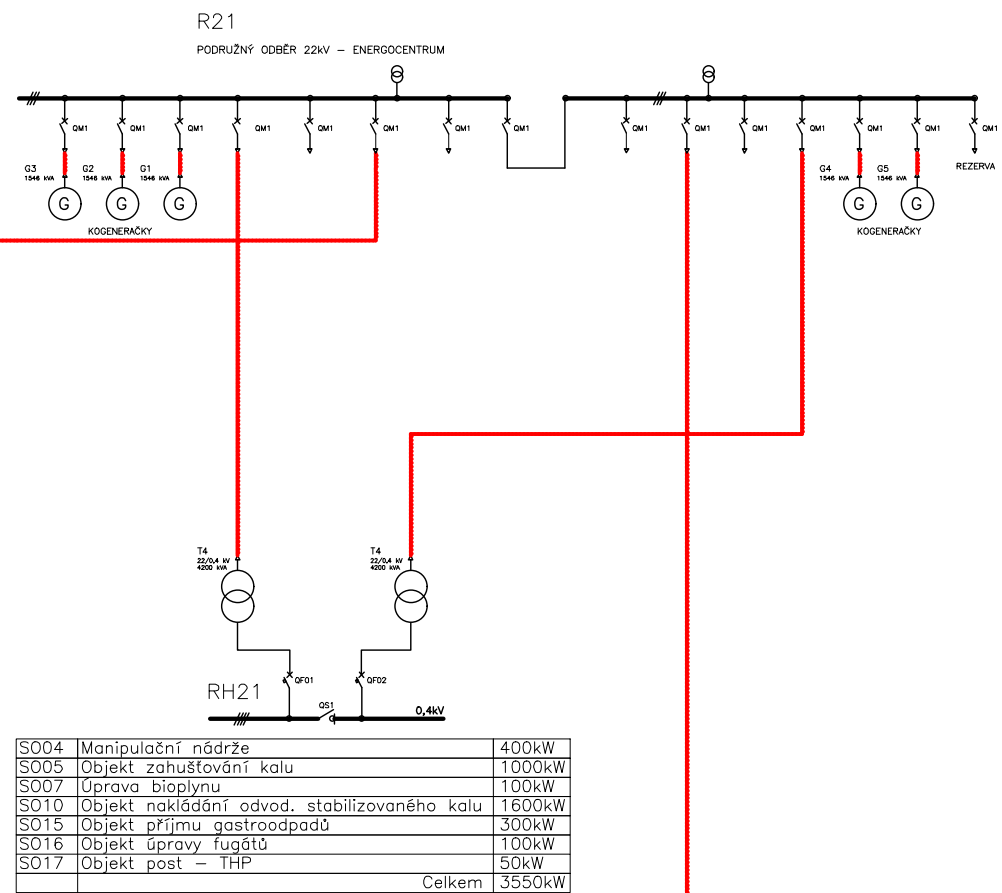 R21
PODRUŽNÝ ODBĚR 22kV – ENERGOCENTRUM
QM1 QM1 QM1 QM1 QM1 QM1 QM1 QM1 QM1 QM1 QM1 QM1 QM1 QM1 QM1
G3 G2 G1 G4 G5 REZERVA
1546 kVA 1546 kVA 1546 kVA 1546 kVA 1546 kVA
G G G G G
KOGENERAČKY KOGENERAČKY
T4 T4
22/0,4 kV 22/0,4 kV
4200 kVA 4200 kVA
QF01 QF02
RH21
QS1
0,4kV
SO04 Manipulační nádrže 400kW
SO05 Objekt zahušťování kalu 1000kW
SO07 Úprava bioplynu 100kW
SO10 Objekt nakládání odvod. stabilizovaného kalu 1600kW
SO15 Objekt příjmu gastroodpadů 300kW
SO16 Objekt úpravy fugátů 100kW
SO17 Objekt post – THP 50kW
Celkem 3550kW